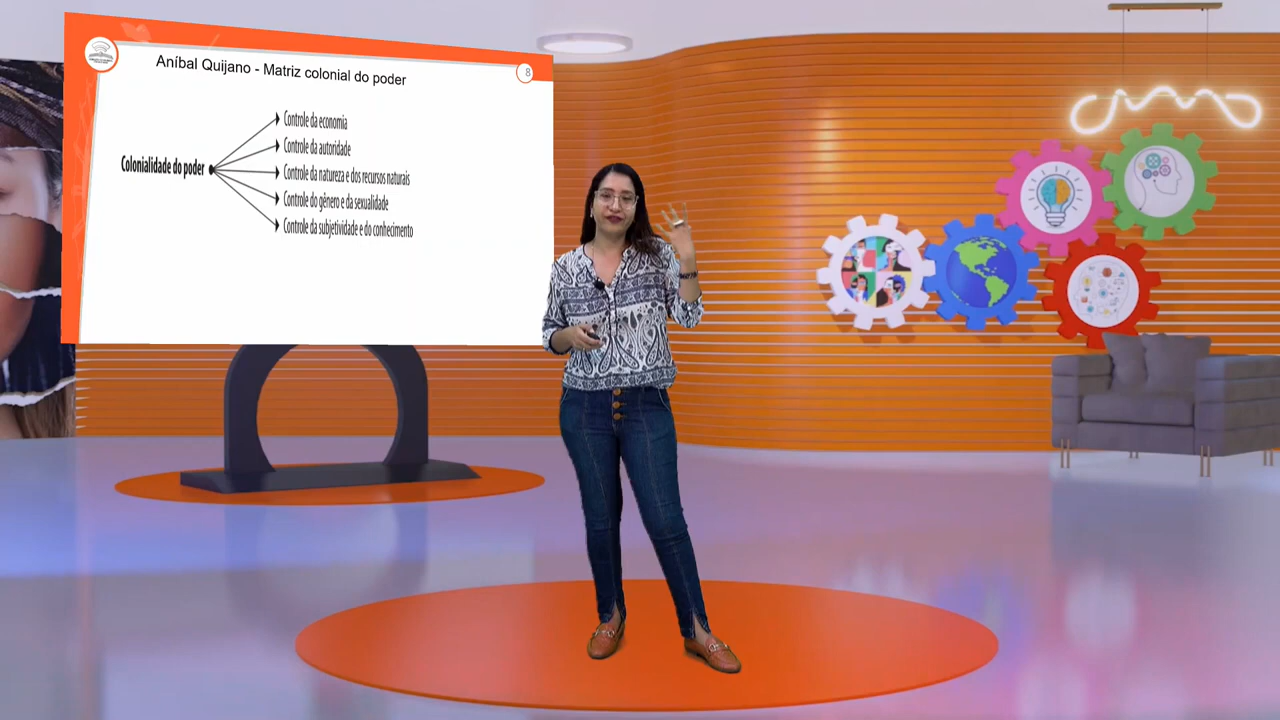 Aníbal Quijano - Matriz colonial do poder
8
Controle da economia
Controle da autoridade
Colonialidade do poder
Controle da natureza e dos recursos naturais
Controle do gênero e da sexualidade
Controle da subjetividade e do conhecimento